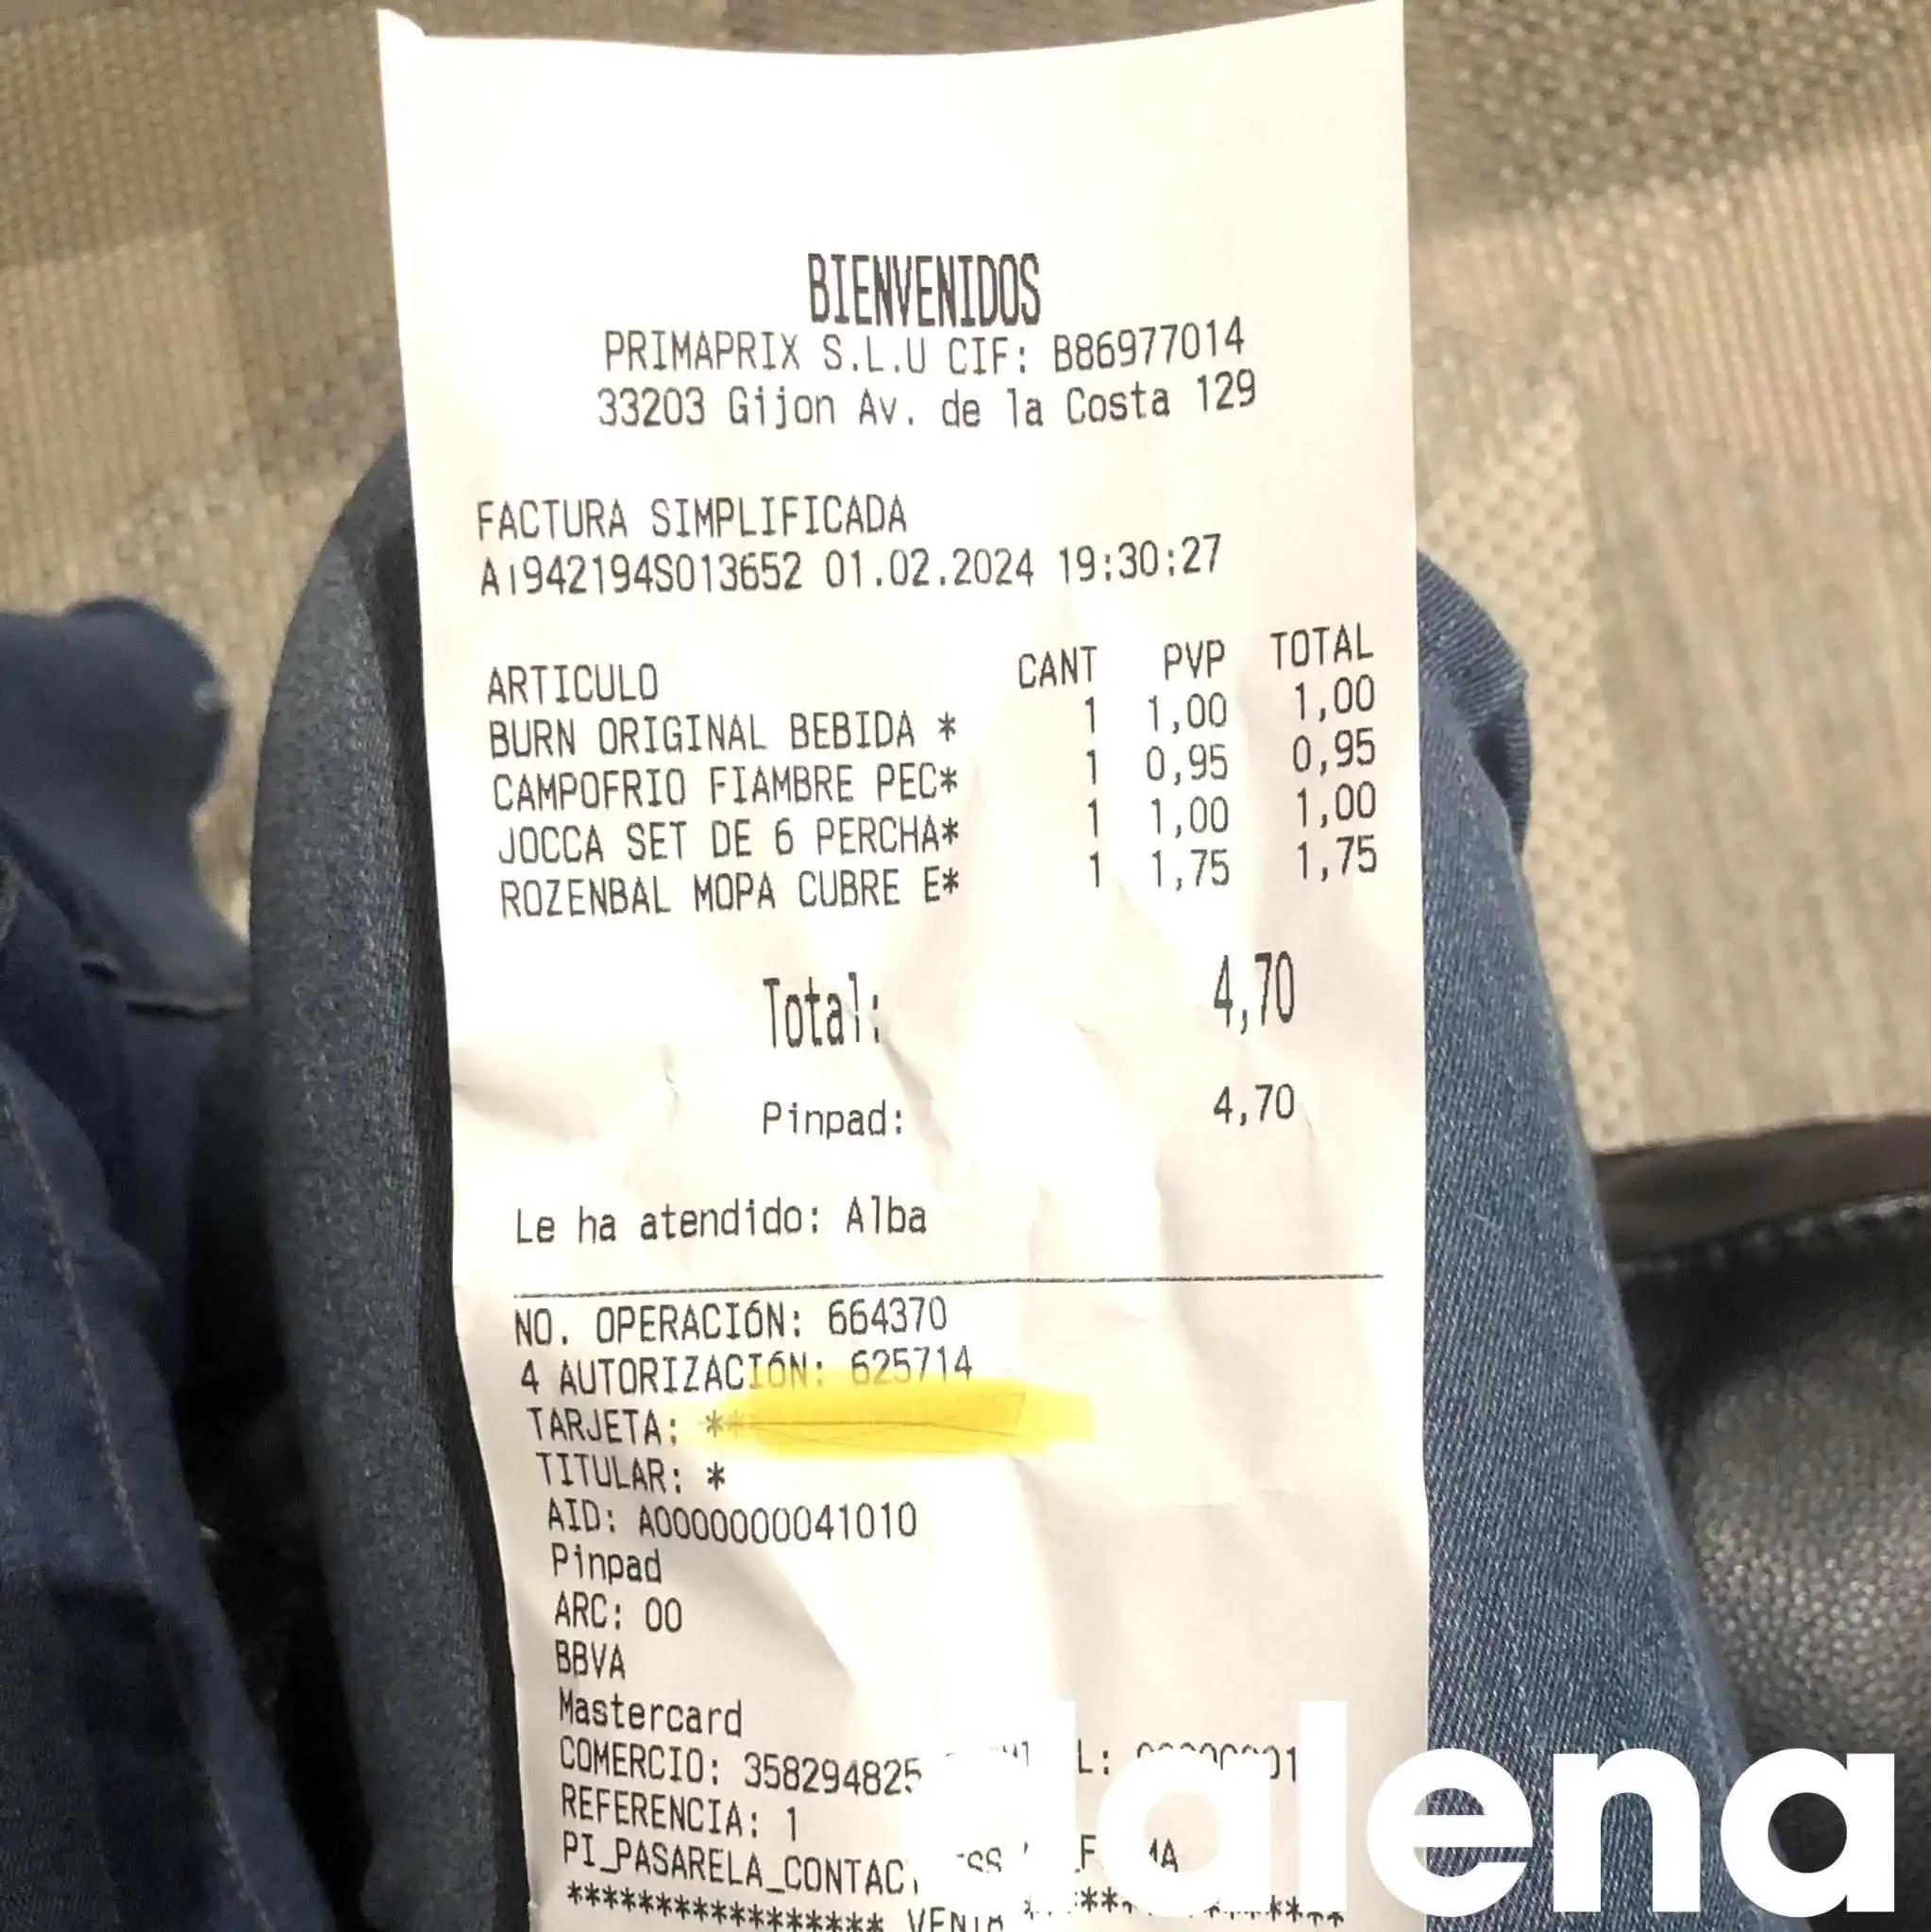 BIENVENIDOS
PRIMAPRIX S.L.U CIF: B86977014
33203 Gijon Av. de la Costa 129
FACTURA SIMPLIFICADA
Ai942194S013652 01.02.2024 19:30:27
ARTICULO CANT PVP TOTAL
BURN ORIGINAL BEBIDA * 1 1,00 1,00
CAMPOFRIO FIAMBRE PEC* 1 0,95 0,95
JOCCA SET DE 6 PERCHA* 1 1,00 1,00
ROZENBAL MOPA CUBRE E* 1 1,75 1,75
Total: 4,70
Pinpad: 4,70
Le ha atendido: Alba
NO. OPERACIóN: 664370
4 AUTORIZACIóN: 625714
TARJETA: **
TITULAR: *
AID: A0000000041010
Pinpad
ARC: 00
BBVA
Mastercard
COMERCIO: 358294825
REFERENCIA: 1
dalena